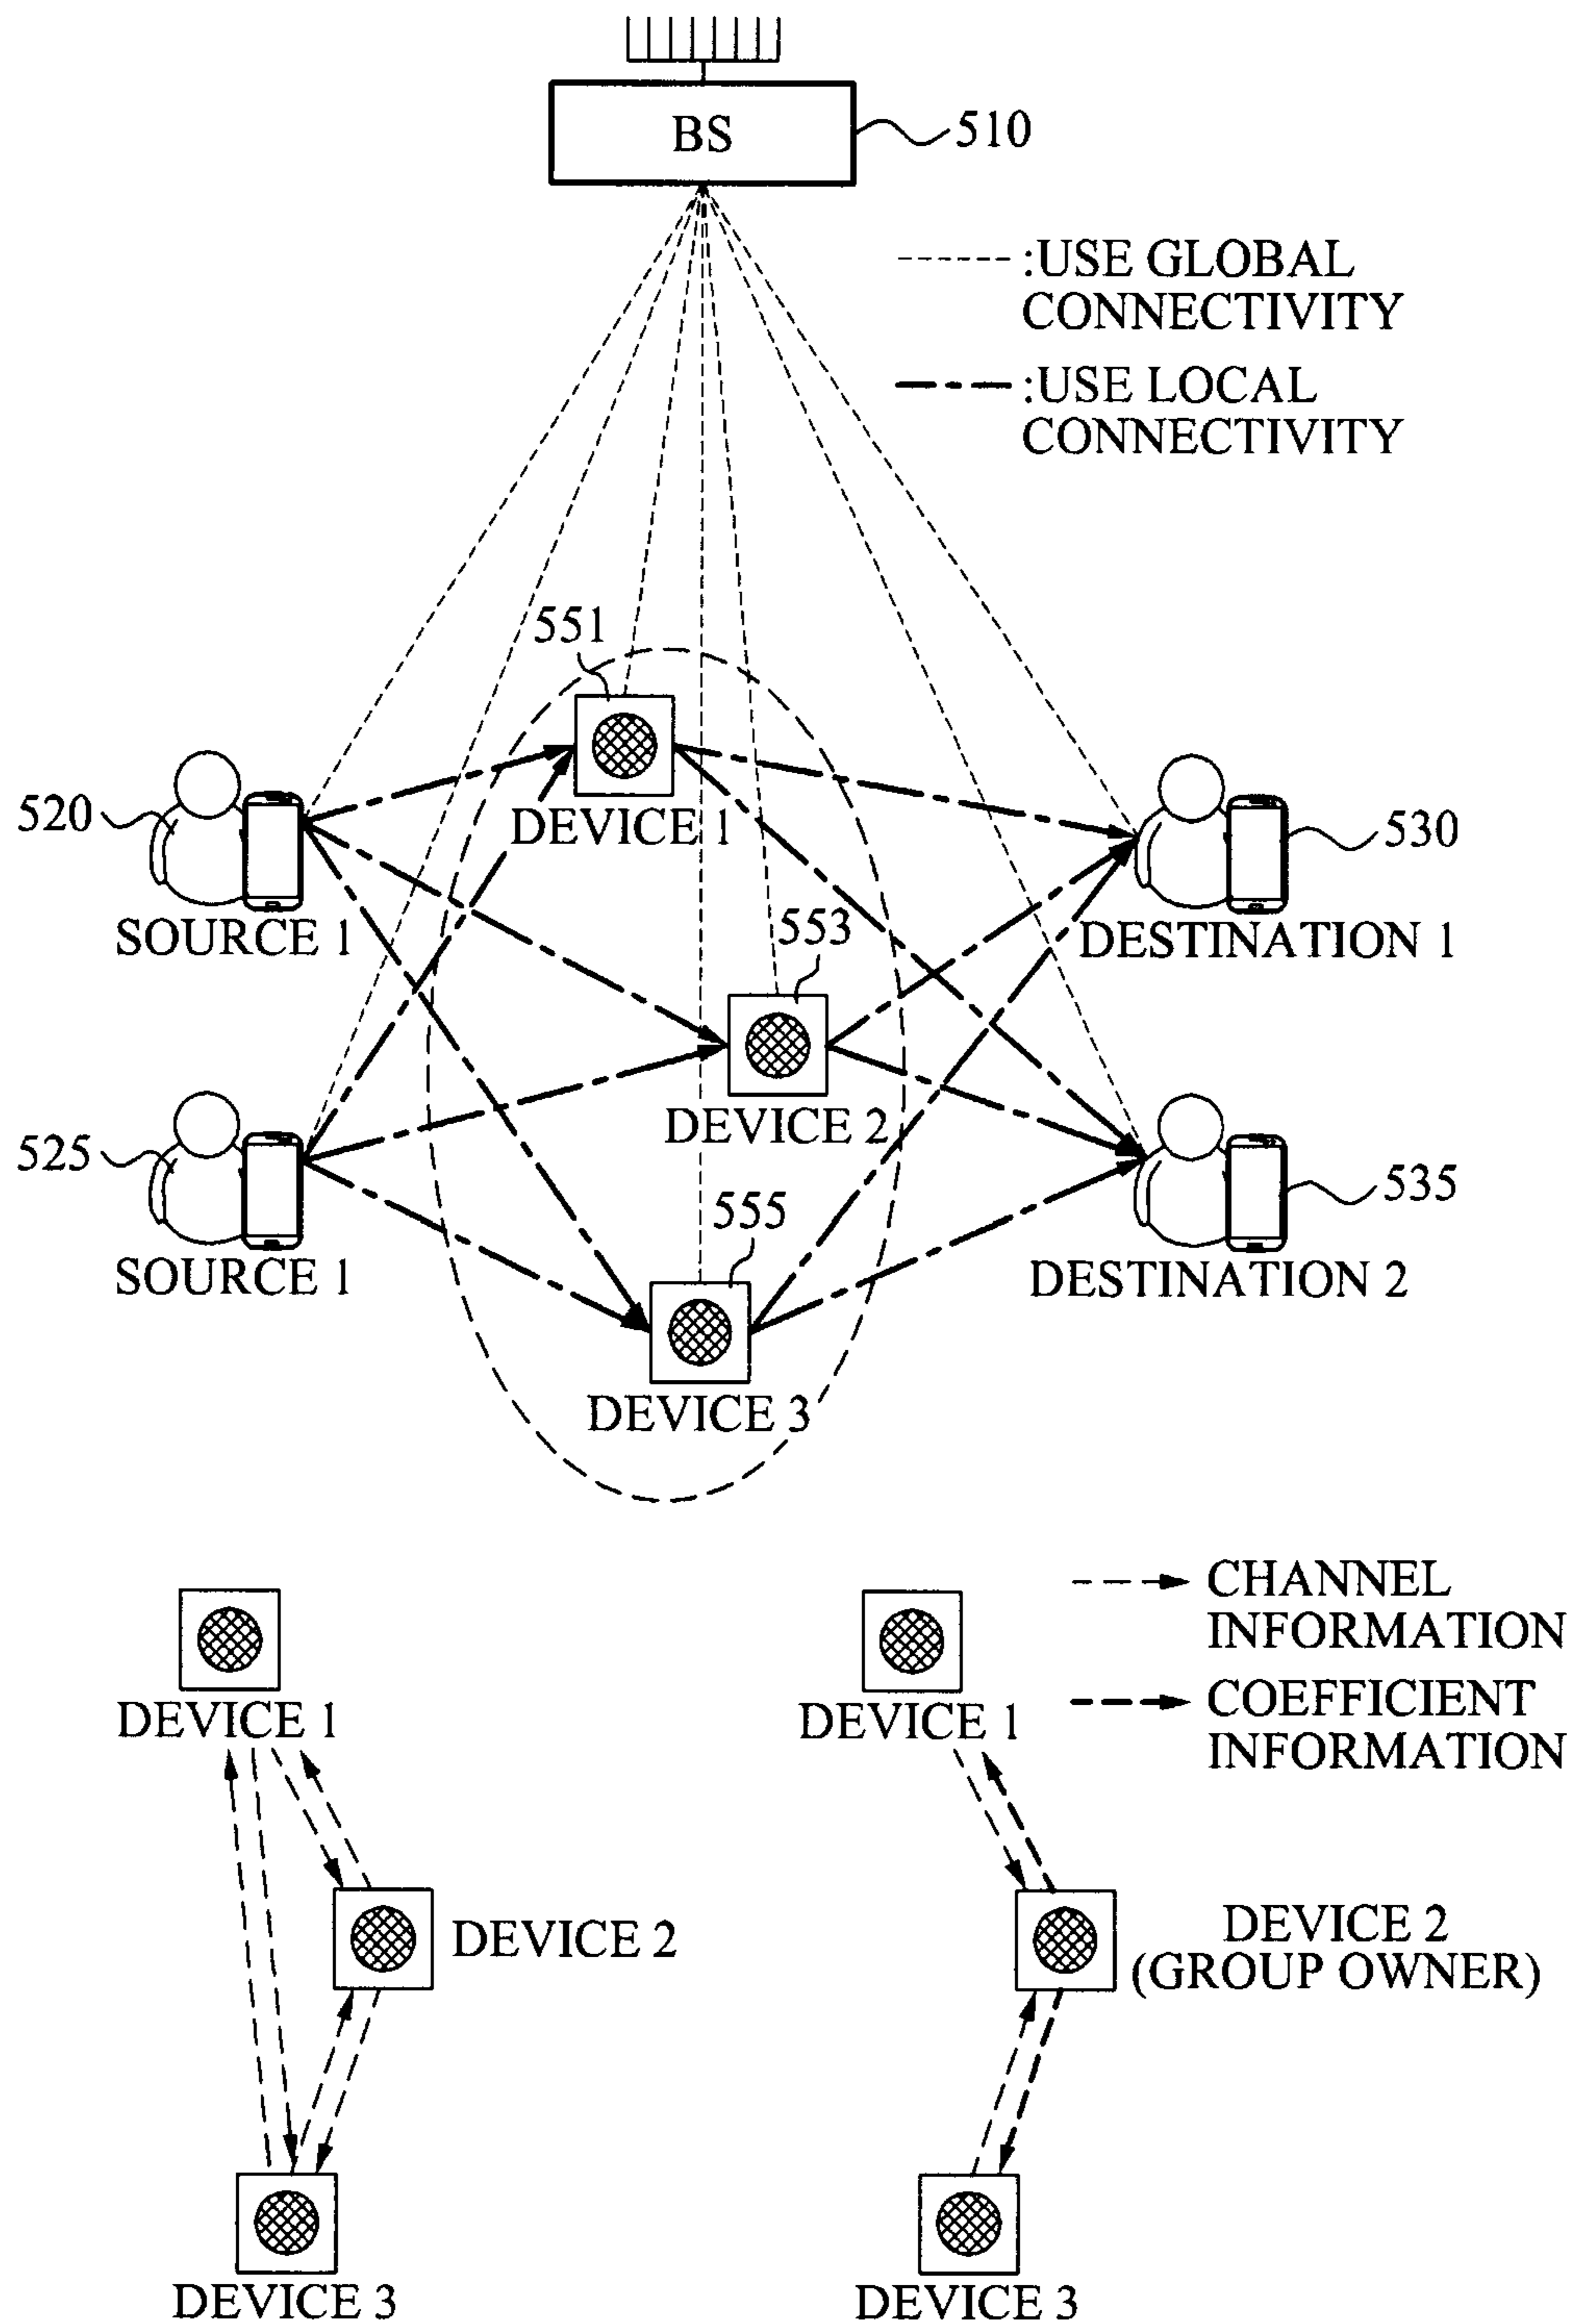 BS
510
:USE GLOBAL
CONNECTIVITY
:USE LOCAL
CONNECTIVITY
551
520
DEVICE 1
530
SOURCE 1
553
DESTINATION 1
525
DEVICE 2
535
555
SOURCE 1
DESTINATION 2
DEVICE 3
CHANNEL
INFORMATION
COEFFICIENT
INFORMATION
DEVICE 1
DEVICE 2
DEVICE 3
DEVICE 1
DEVICE 2
(GROUP OWNER)
DEVICE 3